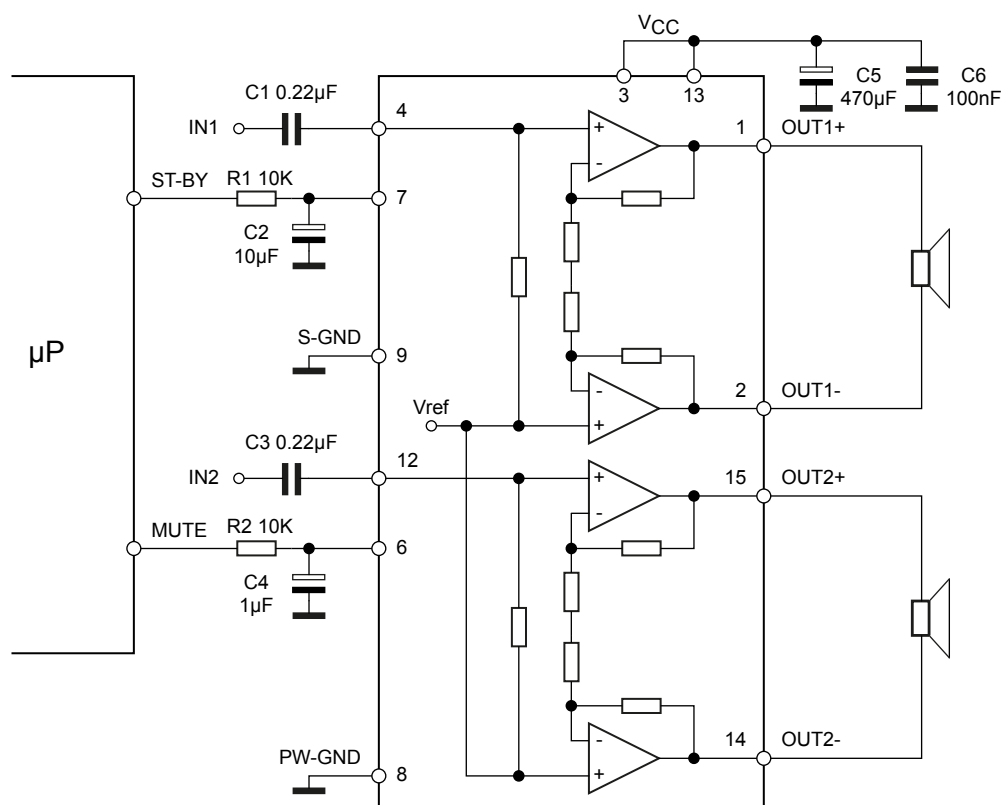 VCC
3
13
C5
470µF
C6
100nF
C1 0.22µF
IN1
4
+
-
1
OUT1+
ST-BY
R1 10K
7
C2
10µF
µP
S-GND
9
-
+
2
OUT1-
Vref
C3 0.22µF
IN2
12
+
-
15
OUT2+
MUTE
R2 10K
6
C4
1µF
PW-GND
8
-
+
14
OUT2-